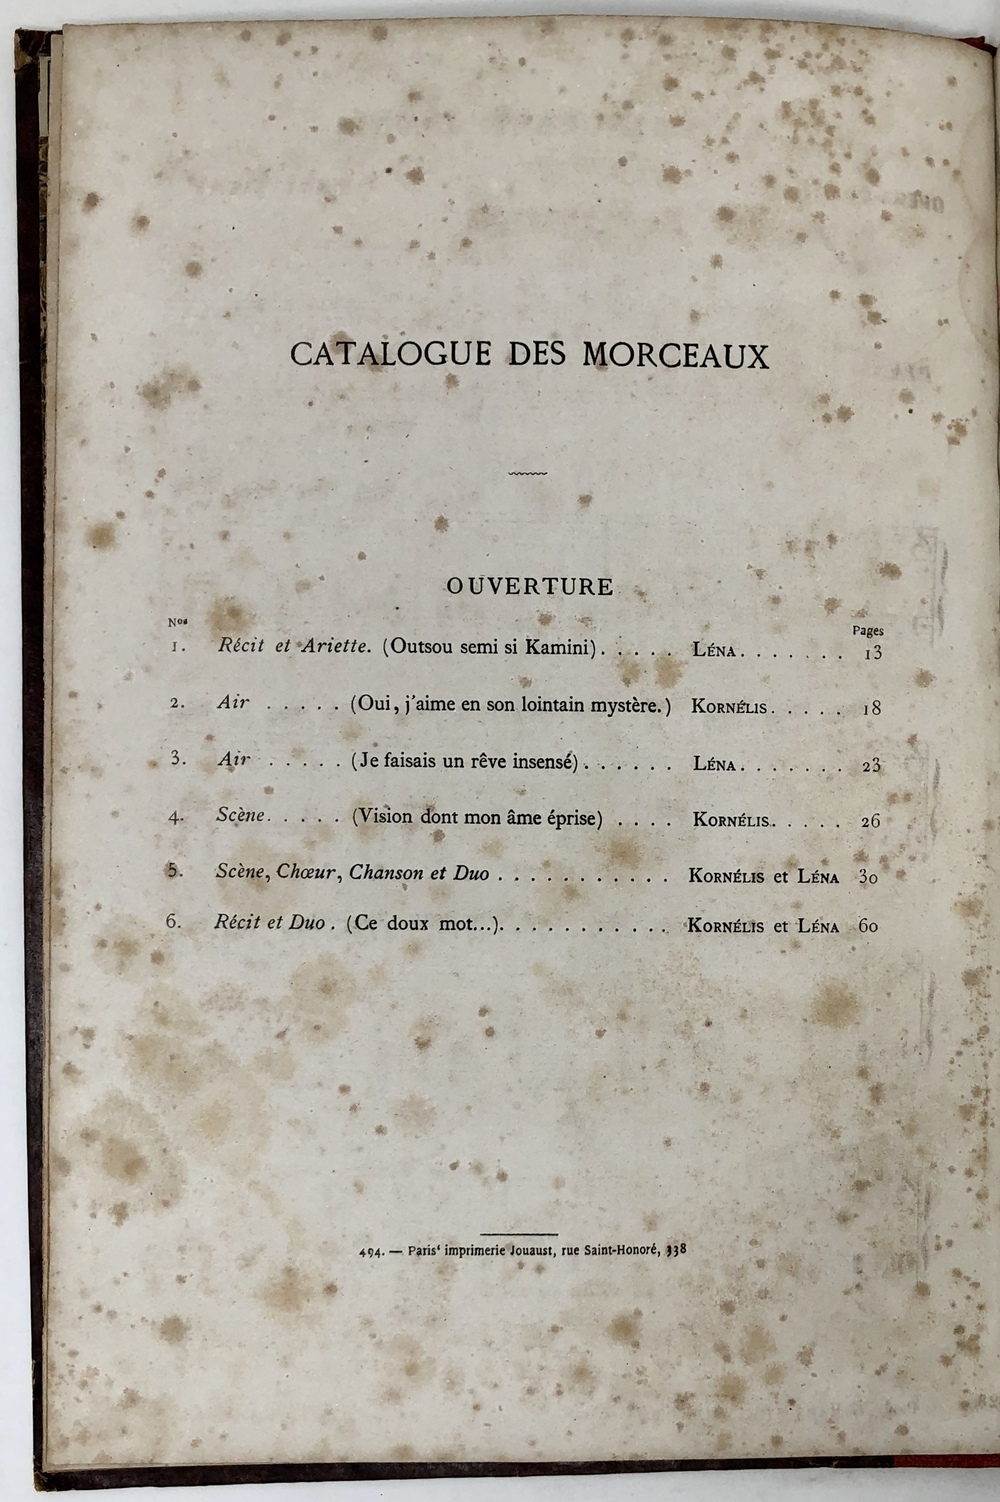 CATALOGUE DES MORCEAUX
OUVERTURE
Nos
Pages
1. Récit et Ariette. (Outsou semi si Kamini). . . . . LÉNA. . . . . . . 13
2. Air . . . . . (Oui, j'aime en son lointain mystère.) KORNÉLIS. . . . . 18
3. Air . . . . . (Je faisais un rêve insensé). . . . . . LÉNA. . . . . . . 23
4. Scène. . . . . (Vision dont mon âme éprise) . . . . KORNÉLIS. . . . . 26
5. Scène, Chœur, Chanson et Duo . . . . . . . . . . . KORNÉLIS et LÉNA 30
6. Récit et Duo . (Ce doux mot...). . . . . . . . . . . KORNÉLIS et LÉNA 60
494. — Paris' imprimerie Jouaust, rue Saint-Honoré, 338